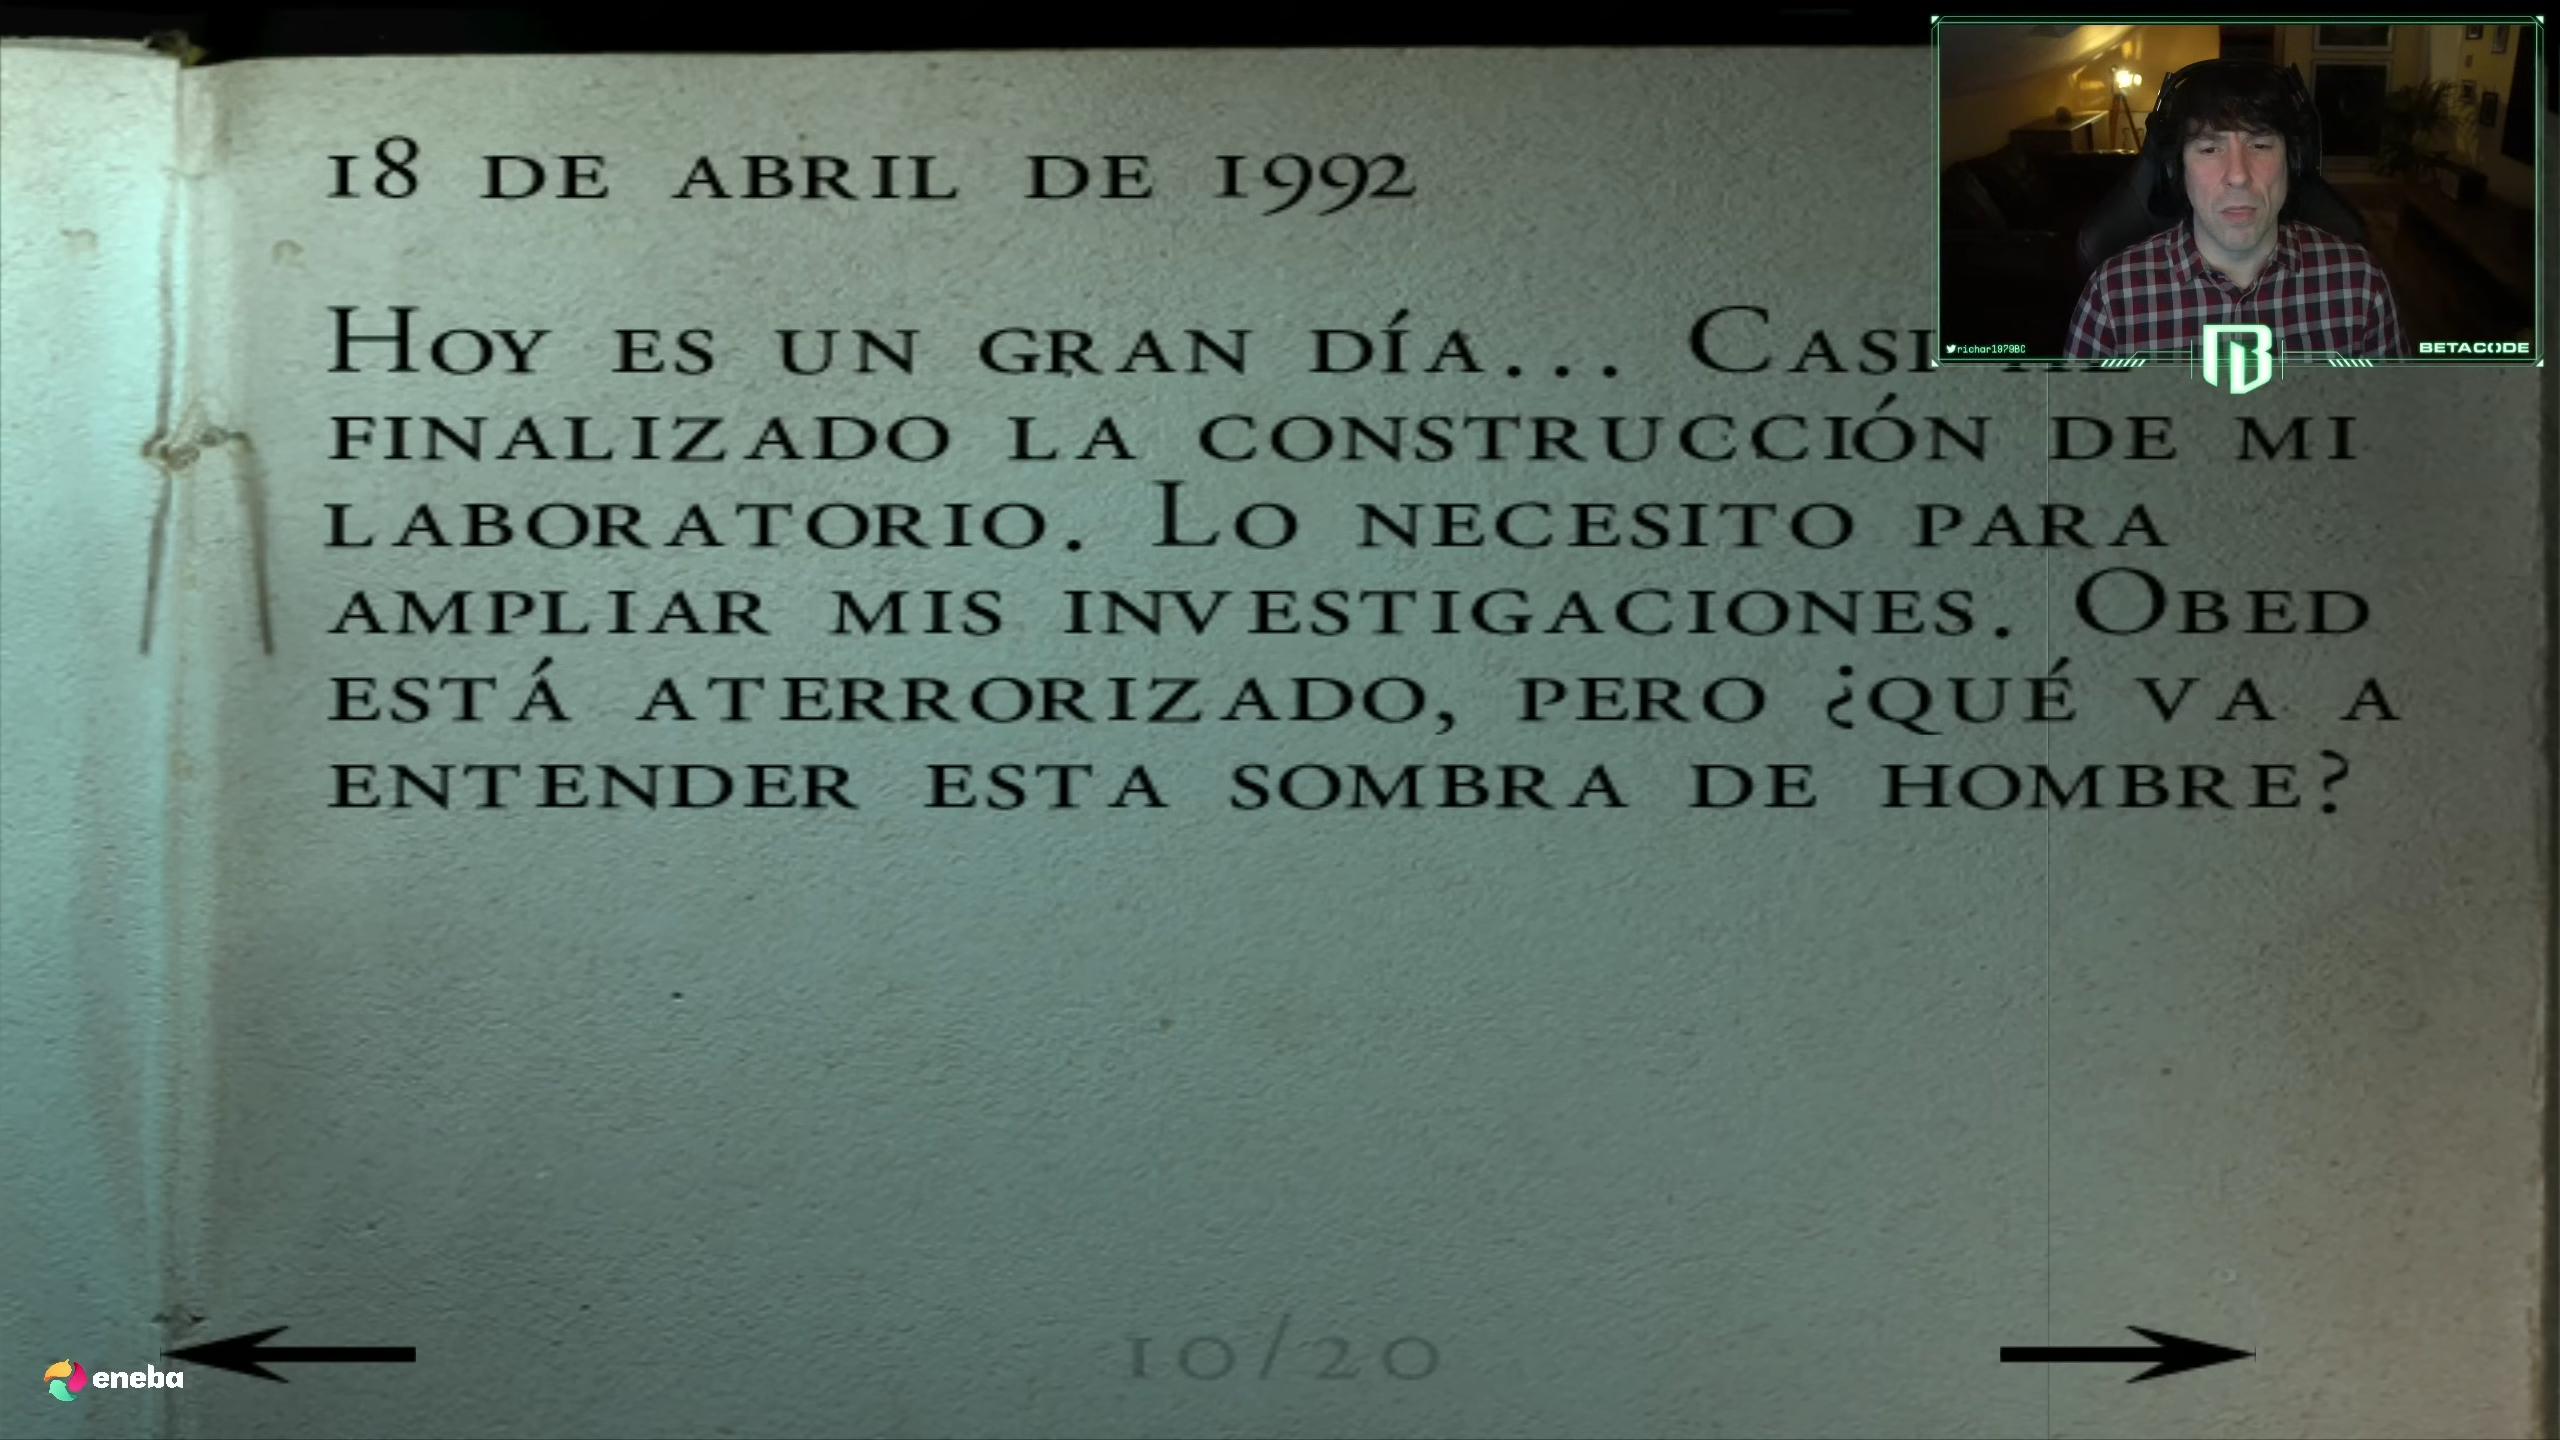 18 de abril de 1992
Hoy es un gran día... Casi
finalizado la construcción de mi
laboratorio. Lo necesito para
ampliar mis investigaciones. Obed
está aterrorizado, pero ¿qué va a
entender esta sombra de hombre?
10/20
eneba
richar1979BC
BETACODE